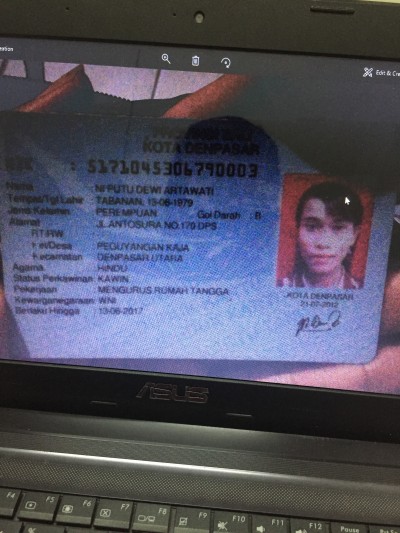 Edit & Cre
KOTA DENPASAR
NIK : 5171045306790003
Nama NI PUTU DEWI ARTAWATI
Tempat/Tgl Lahir TABANAN, 13-06-1979
Jenis Kelamin PEREMPUAN Gol Darah : B
Alamat JL.ANTOSURA NO.170 DPS
RT/RW
Kel/Desa PEGUYANGAN KAJA
Kecamatan DENPASAR UTARA
Agama HINDU
Status Perkawinan KAWIN
Pekerjaan MENGURUS RUMAH TANGGA
Kewarganegaraan WNI
Berlaku Hingga 13-06-2017
KOTA DENPASAR
21-07-2012
ASUS
F4 F5 F6 F7 F8 F9 F10 F11 F12 Pause